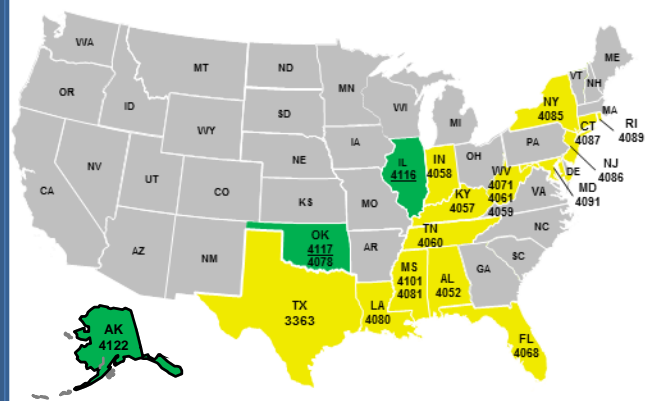 WA
MT
ND
MN
ME
VT
NH
OR
ID
SD
WI
MI
NY
4085
MA
RI
4089
CT
4087
WY
IA
NE
NV
UT
CO
CA
KS
MO
IL
4116
IN
4058
OH
PA
NJ
4086
DE
MD
4091
WV
4071
4061
4059
VA
KY
4057
NC
TN
4060
SC
AZ
NM
OK
4117
4078
AR
MS
4101
4081
AL
4052
GA
TX
3363
LA
4080
FL
4068
AK
4122